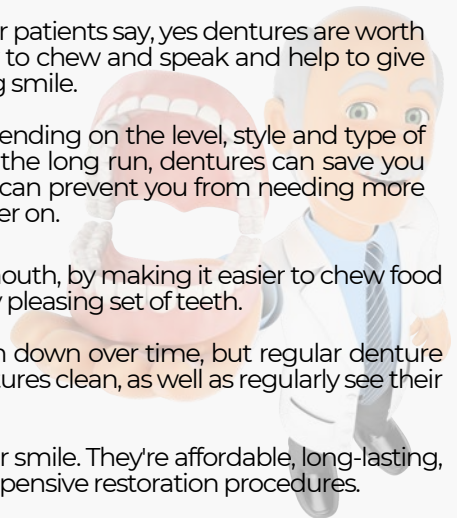 r patients say, yes dentures are worth
to chew and speak and help to give
g smile.
ending on the level, style and type of
the long run, dentures can save you
can prevent you from needing more
er on.
mouth, by making it easier to chew food
y pleasing set of teeth.
n down over time, but regular denture
tures clean, as well as regularly see their
r smile. They're affordable, long-lasting,
pensive restoration procedures.